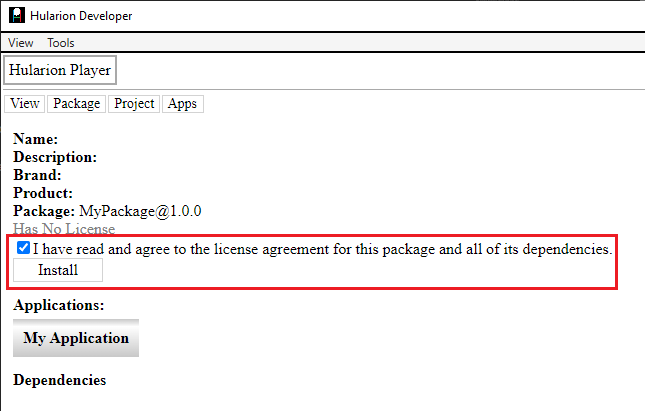 Hularion Developer
View Tools
Hularion Player
View Package Project Apps
Name:
Description:
Brand:
Product:
Package: MyPackage@1.0.0
Has No License
I have read and agree to the license agreement for this package and all of its dependencies.
Install
Applications:
My Application
Dependencies